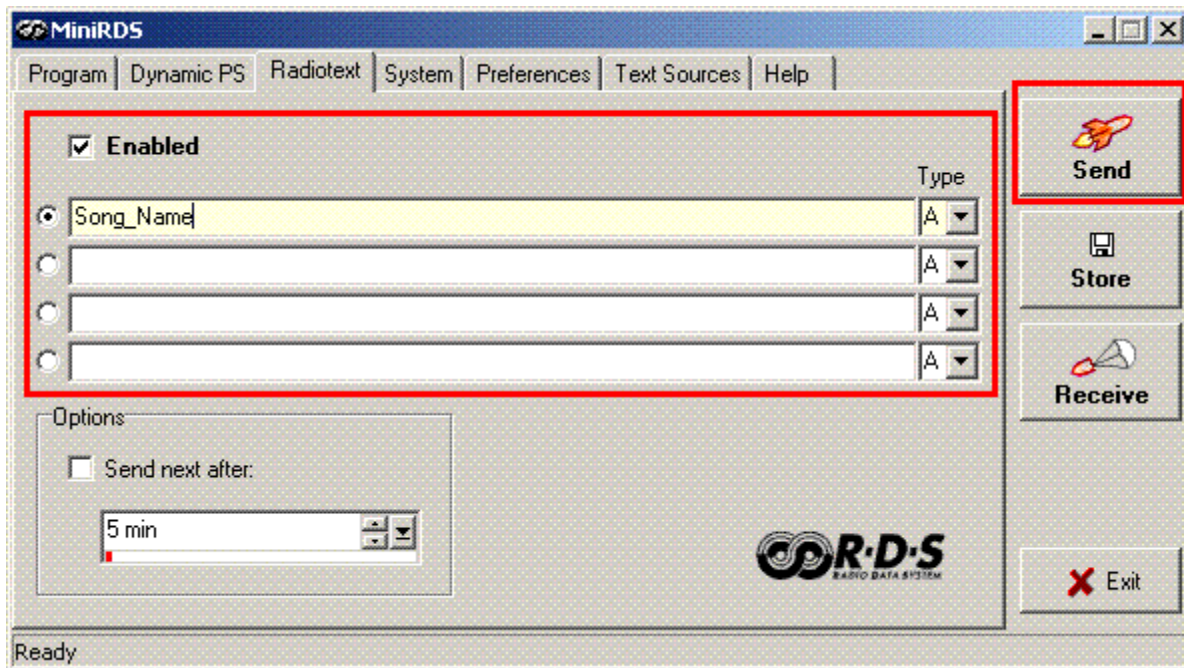 MiniRDS
Program Dynamic PS Radiotext System Preferences Text Sources Help
Enabled
Type
Send
Song_Name A
A
Store
A
A
Receive
Options
Send next after:
5 min
R·D·S
RADIO DATA SYSTEM
Exit
Ready